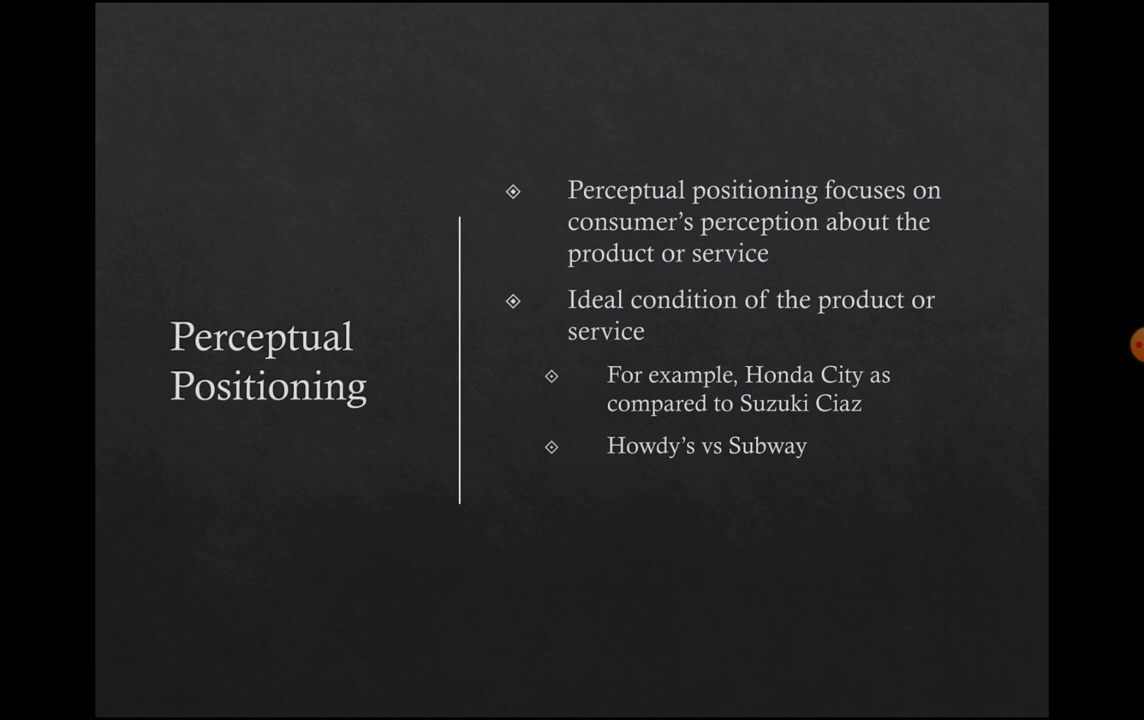 Perceptual
Positioning
Perceptual positioning focuses on
consumer’s perception about the
product or service
Ideal condition of the product or
service
For example, Honda City as
compared to Suzuki Ciaz
Howdy’s vs Subway